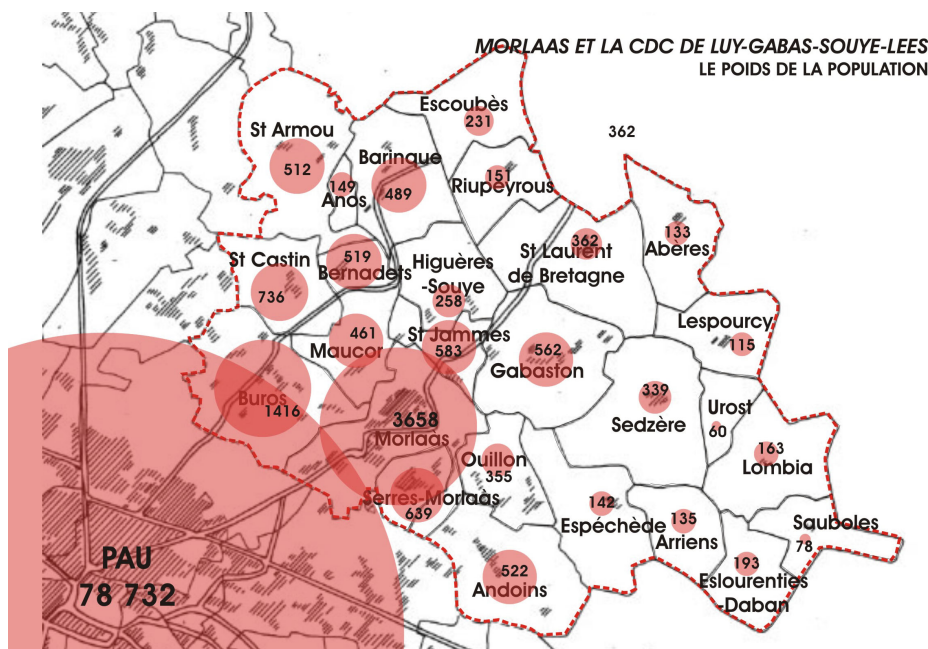 MORLAAS ET LA CDC DE LUY-GABAS-SOUYE-LEES
LE POIDS DE LA POPULATION
Escoubès
231
362
St Armou
512
Barinque
489
149
Anos
151
Riupeyrous
133
Abères
362
St Laurent
de Bretagne
St Castin
736
519
Bernadets
Higuères
-Souye
258
Lespourcy
115
461
Maucor
St Jammes
583
562
Gabaston
Buros
1416
339
Sedzère
Urost
60
3658
Morlaàs
Ouillon
355
163
Lombia
Serres-Morlaàs
639
142
Espéchède
135
Arriens
Sauboles
78
PAU
78 732
522
Andoins
193
Eslourenties
-Daban